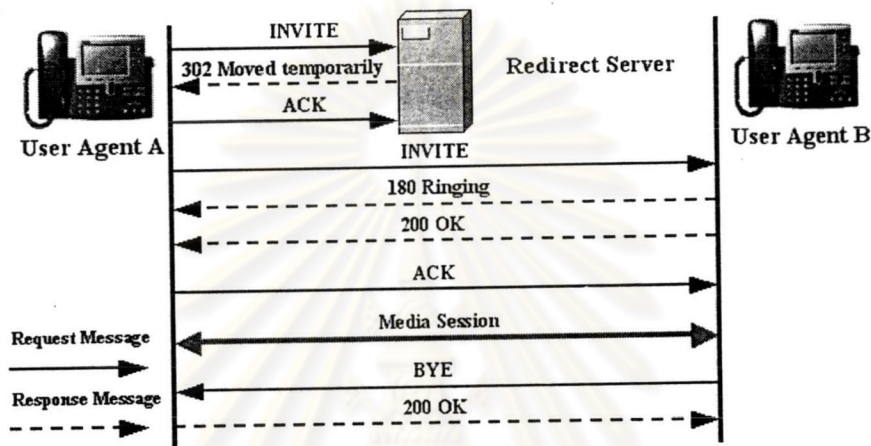 INVITE
302 Moved temporarily
Redirect Server
ACK
User Agent A
User Agent B
INVITE
180 Ringing
200 OK
ACK
Media Session
Request Message
BYE
Response Message
200 OK